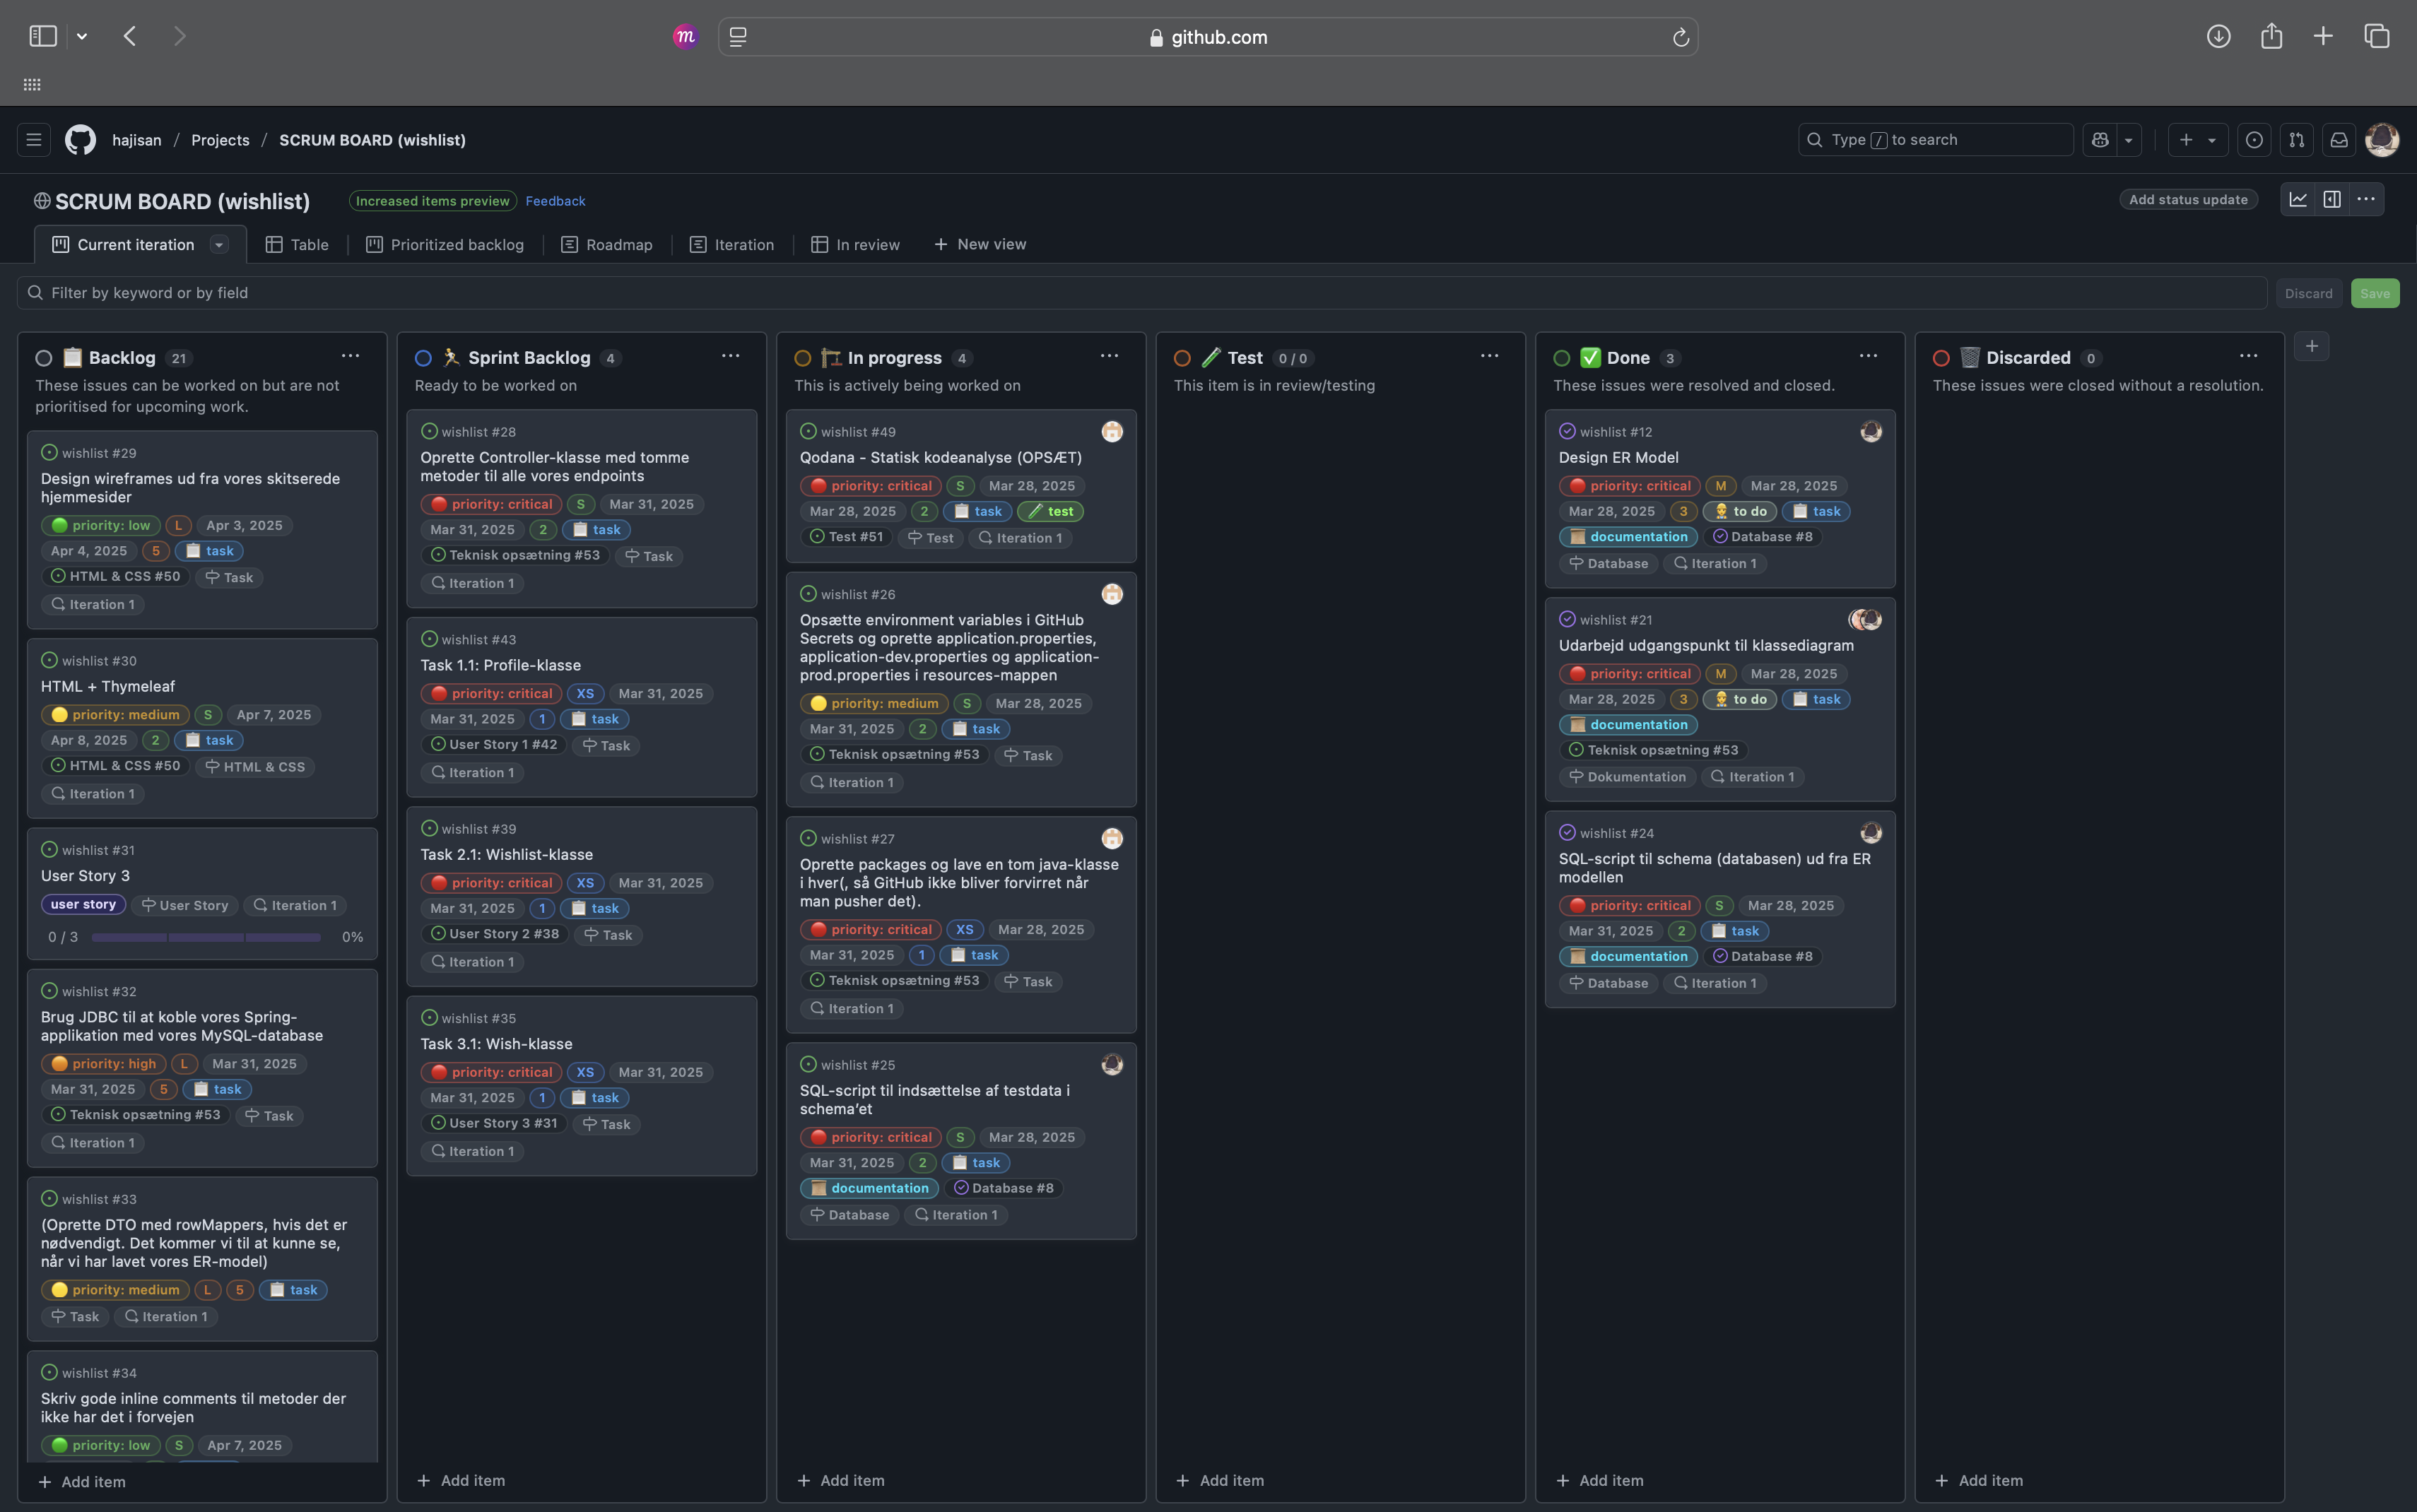 github.com
hajisan / Projects / SCRUM BOARD (wishlist)
Type / to search
SCRUM BOARD (wishlist)
Increased items preview
Feedback
Add status update
Current iteration
Table
Prioritized backlog
Roadmap
Iteration
In review
New view
Filter by keyword or by field
Discard
Save
Backlog 21
These issues can be worked on but are not
prioritised for upcoming work.
wishlist #29
Design wireframes ud fra vores skitserede
hjemmesider
priority: low L Apr 3, 2025
Apr 4, 2025 5 task
HTML & CSS #50 Task
Iteration 1
wishlist #30
HTML + Thymeleaf
priority: medium S Apr 7, 2025
Apr 8, 2025 2 task
HTML & CSS #50 HTML & CSS
Iteration 1
wishlist #31
User Story 3
user story User Story Iteration 1
0 / 3 0%
wishlist #32
Brug JDBC til at koble vores Spring-
applikation med vores MySQL-database
priority: high L Mar 31, 2025
Mar 31, 2025 5 task
Teknisk opsætning #53 Task
Iteration 1
wishlist #33
(Oprette DTO med rowMappers, hvis det er
nødvendigt. Det kommer vi til at kunne se,
når vi har lavet vores ER-model)
priority: medium L 5 task
Task Iteration 1
wishlist #34
Skriv gode inline comments til metoder der
ikke har det i forvejen
priority: low S Apr 7, 2025
Add item
Sprint Backlog 4
Ready to be worked on
wishlist #28
Oprette Controller-klasse med tomme
metoder til alle vores endpoints
priority: critical S Mar 31, 2025
Mar 31, 2025 2 task
Teknisk opsætning #53 Task
Iteration 1
wishlist #43
Task 1.1: Profile-klasse
priority: critical XS Mar 31, 2025
Mar 31, 2025 1 task
User Story 1 #42 Task
Iteration 1
wishlist #39
Task 2.1: Wishlist-klasse
priority: critical XS Mar 31, 2025
Mar 31, 2025 1 task
User Story 2 #38 Task
Iteration 1
wishlist #35
Task 3.1: Wish-klasse
priority: critical XS Mar 31, 2025
Mar 31, 2025 1 task
User Story 3 #31 Task
Iteration 1
Add item
In progress 4
This is actively being worked on
wishlist #49
Qodana - Statisk kodeanalyse (OPSÆT)
priority: critical S Mar 28, 2025
Mar 28, 2025 2 task test
Test #51 Test Iteration 1
wishlist #26
Opsætte environment variables i GitHub
Secrets og oprette application.properties,
application-dev.properties og application-
prod.properties i resources-mappen
priority: medium S Mar 28, 2025
Mar 31, 2025 2 task
Teknisk opsætning #53 Task
Iteration 1
wishlist #27
Oprette packages og lave en tom java-klasse
i hver(, så GitHub ikke bliver forvirret når
man pusher det).
priority: critical XS Mar 28, 2025
Mar 31, 2025 1 task
Teknisk opsætning #53 Task
Iteration 1
wishlist #25
SQL-script til indsættelse af testdata i
schema'et
priority: critical S Mar 28, 2025
Mar 31, 2025 2 task
documentation Database #8
Database Iteration 1
Add item
Test 0 / 0
This item is in review/testing
Add item
Done 3
These issues were resolved and closed.
wishlist #12
Design ER Model
priority: critical M Mar 28, 2025
Mar 28, 2025 3 to do task
documentation Database #8
Database Iteration 1
wishlist #21
Udarbejd udgangspunkt til klassediagram
priority: critical M Mar 28, 2025
Mar 28, 2025 3 to do task
documentation
Teknisk opsætning #53
Dokumentation Iteration 1
wishlist #24
SQL-script til schema (databasen) ud fra ER
modellen
priority: critical S Mar 28, 2025
Mar 31, 2025 2 task
documentation Database #8
Database Iteration 1
Add item
Discarded 0
These issues were closed without a resolution.
Add item